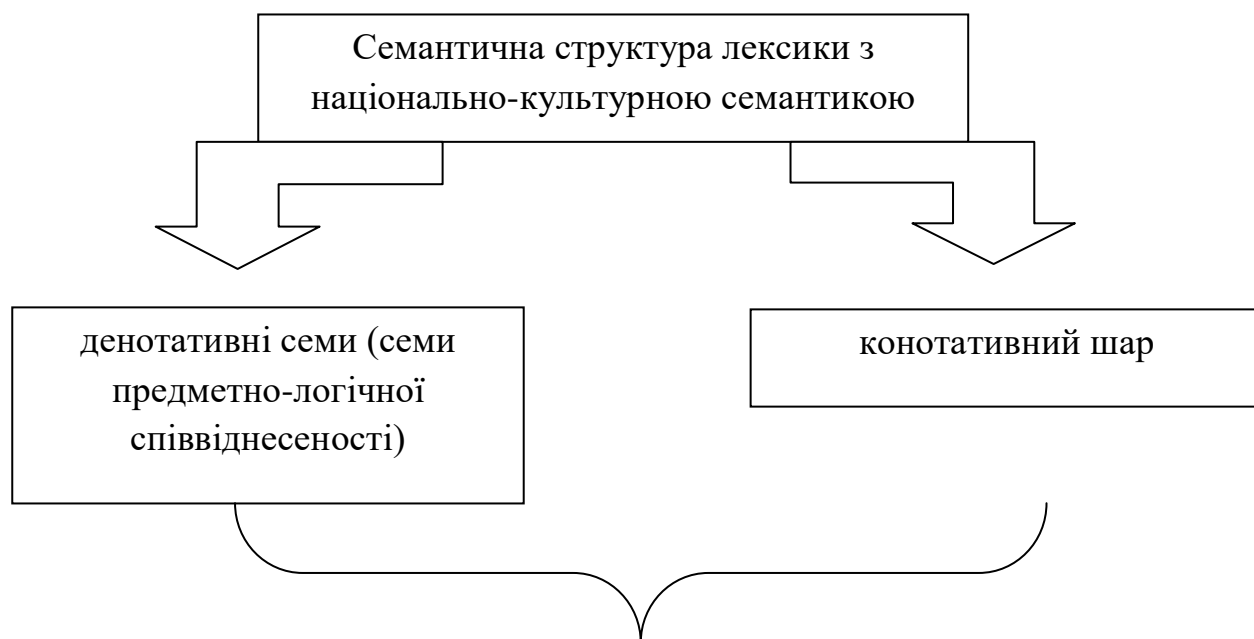 Семантична структура лексики з
національно-культурною семантикою
денотативні семи (семи
предметно-логічної
співвіднесеності)
конотативний шар